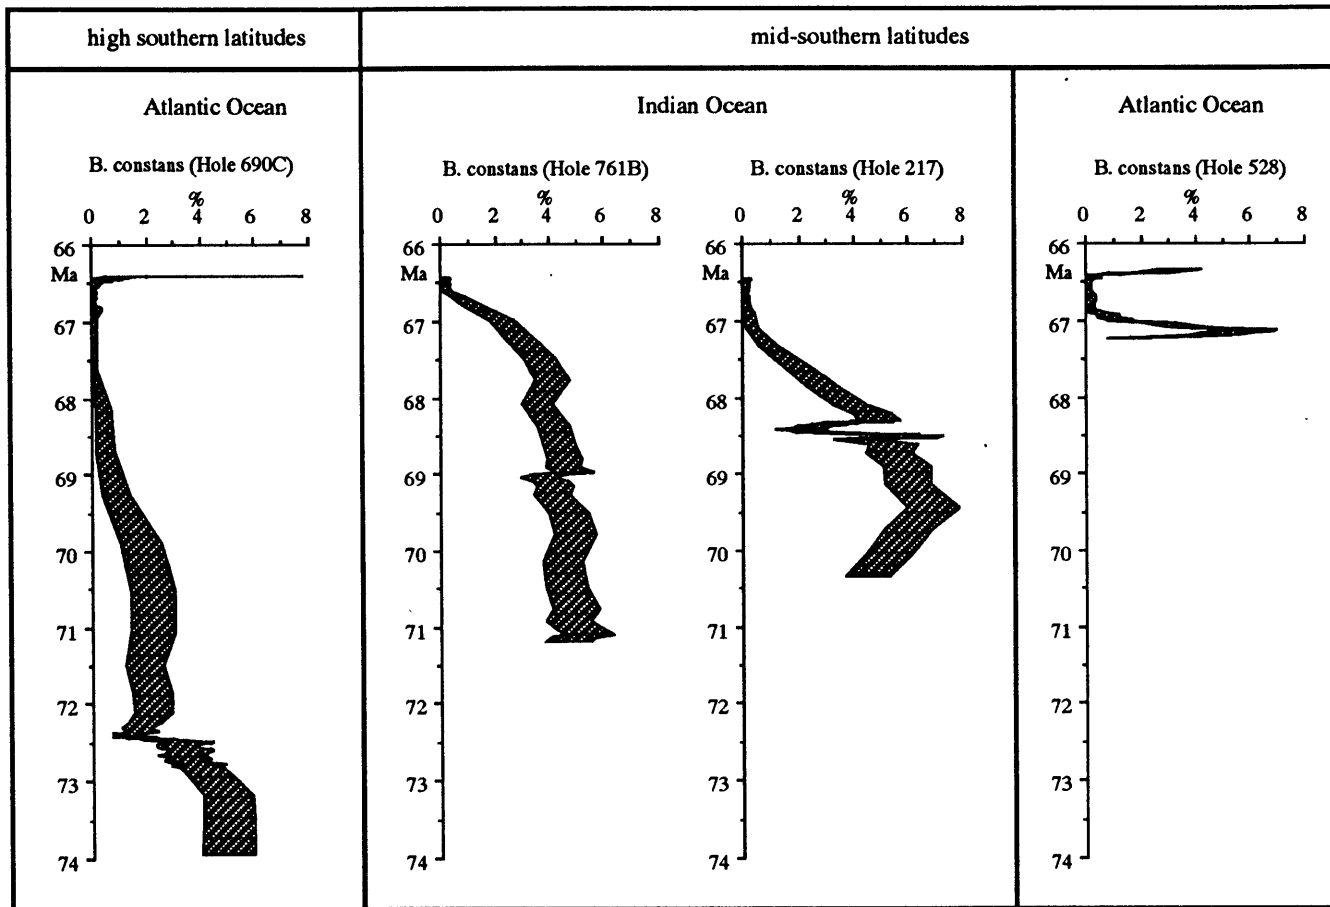 high southern latitudes
mid-southern latitudes
Atlantic Ocean
Indian Ocean
Atlantic Ocean
B. constans (Hole 690C)
%
0 2 4 6 8
66
Ma
67
68
69
70
71
72
73
74
B. constans (Hole 761B)
%
0 2 4 6 8
66
Ma
67
68
69
70
71
72
73
74
B. constans (Hole 217)
%
0 2 4 6 8
66
Ma
67
68
69
70
71
72
73
74
B. constans (Hole 528)
%
0 2 4 6 8
66
Ma
67
68
69
70
71
72
73
74